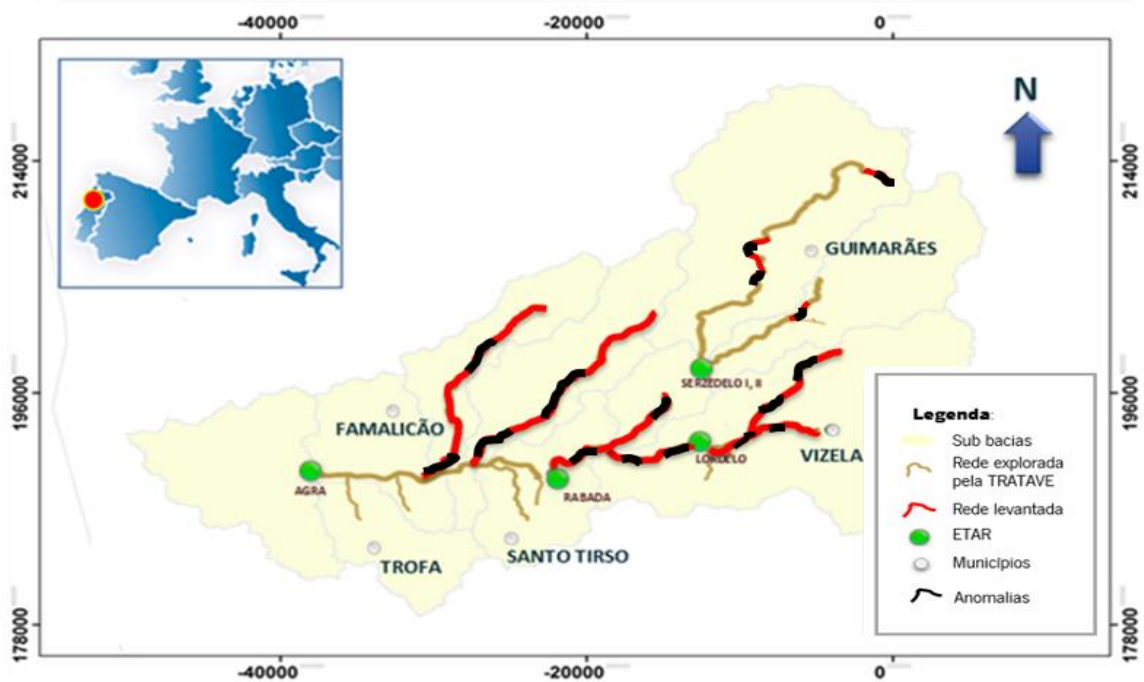 -40000
-20000
0
N
214000
214000
GUIMARÃES
SERZEDELO I, II
196000
196000
FAMALICÃO
LORDELO
VIZELA
AGRA
RABADA
TROFA
SANTO TIRSO
Legenda:
Sub bacias
Rede explorada
pela TRATAVE
Rede levantada
ETAR
Municípios
Anomalias
178000
178000
-40000
-20000
0